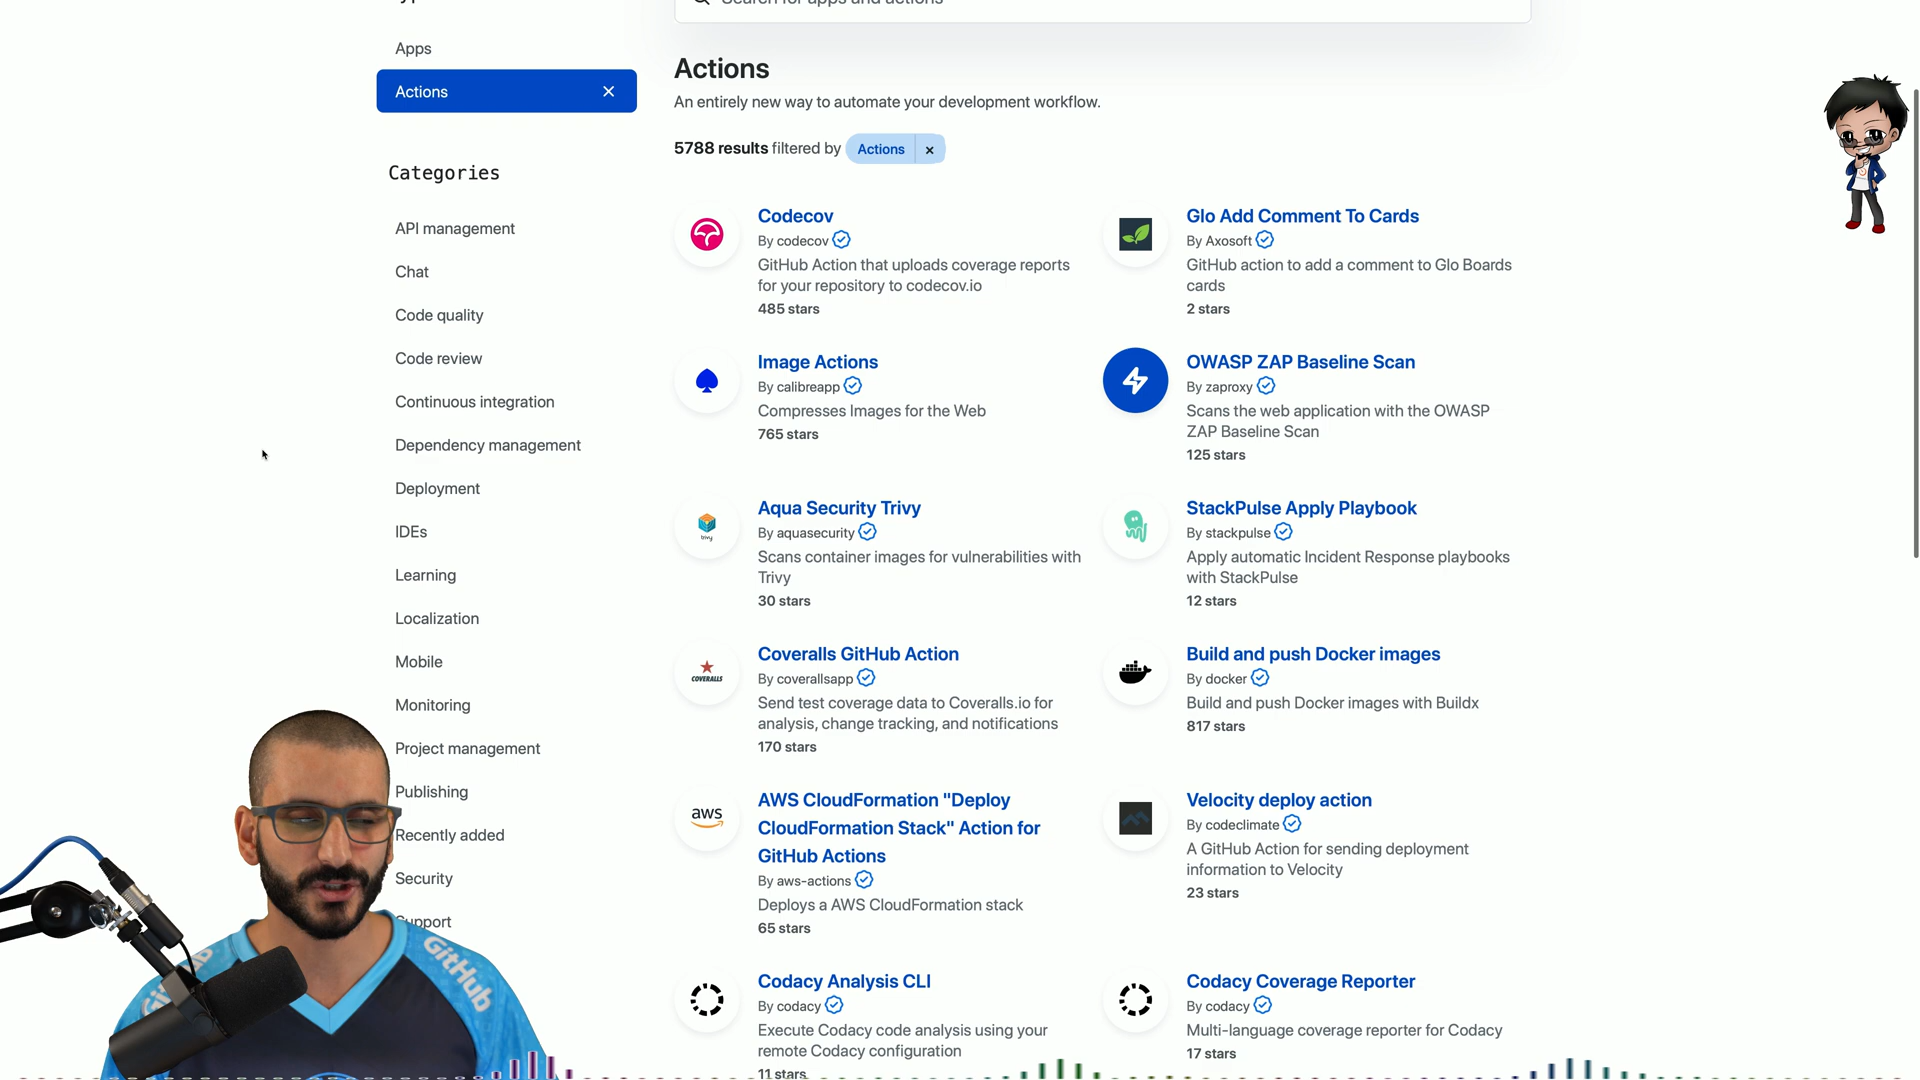 Search for apps and actions
Apps
Actions
Categories
API management
Chat
Code quality
Code review
Continuous integration
Dependency management
Deployment
IDEs
Learning
Localization
Mobile
Monitoring
Project management
Publishing
Recently added
Security
Support
Actions
An entirely new way to automate your development workflow.
5788 results filtered by Actions ×
Codecov
By codecov
GitHub Action that uploads coverage reports
for your repository to codecov.io
485 stars
Glo Add Comment To Cards
By Axosoft
GitHub action to add a comment to Glo Boards
cards
2 stars
Image Actions
By calibreapp
Compresses Images for the Web
765 stars
OWASP ZAP Baseline Scan
By zaproxy
Scans the web application with the OWASP
ZAP Baseline Scan
125 stars
trivy
Aqua Security Trivy
By aquasecurity
Scans container images for vulnerabilities with
Trivy
30 stars
StackPulse Apply Playbook
By stackpulse
Apply automatic Incident Response playbooks
with StackPulse
12 stars
COVERALLS
Coveralls GitHub Action
By coverallsapp
Send test coverage data to Coveralls.io for
analysis, change tracking, and notifications
170 stars
Build and push Docker images
By docker
Build and push Docker images with Buildx
817 stars
aws
AWS CloudFormation "Deploy
CloudFormation Stack" Action for
GitHub Actions
By aws-actions
Deploys a AWS CloudFormation stack
65 stars
Velocity deploy action
By codeclimate
A GitHub Action for sending deployment
information to Velocity
23 stars
Codacy Analysis CLI
By codacy
Execute Codacy code analysis using your
remote Codacy configuration
11 stars
Codacy Coverage Reporter
By codacy
Multi-language coverage reporter for Codacy
17 stars
GitHub